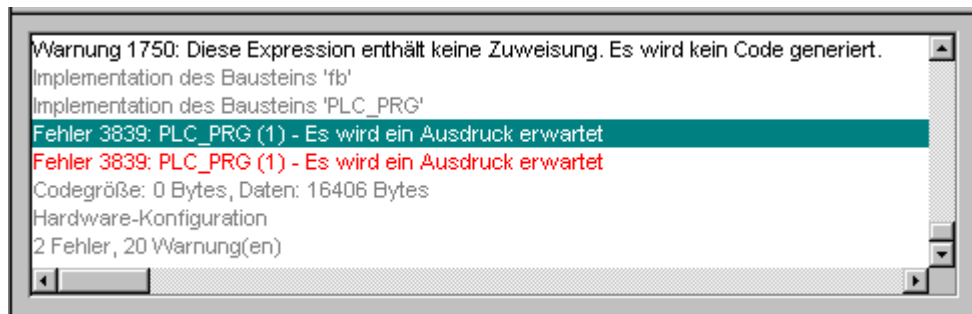 Warnung 1750: Diese Expression enthält keine Zuweisung. Es wird kein Code generiert.
Implementation des Bausteins 'fb'
Implementation des Bausteins 'PLC_PRG'
Fehler 3839: PLC_PRG (1) - Es wird ein Ausdruck erwartet
Fehler 3839: PLC_PRG (1) - Es wird ein Ausdruck erwartet
Codegröße: 0 Bytes, Daten: 16406 Bytes
Hardware-Konfiguration
2 Fehler, 20 Warnung(en)